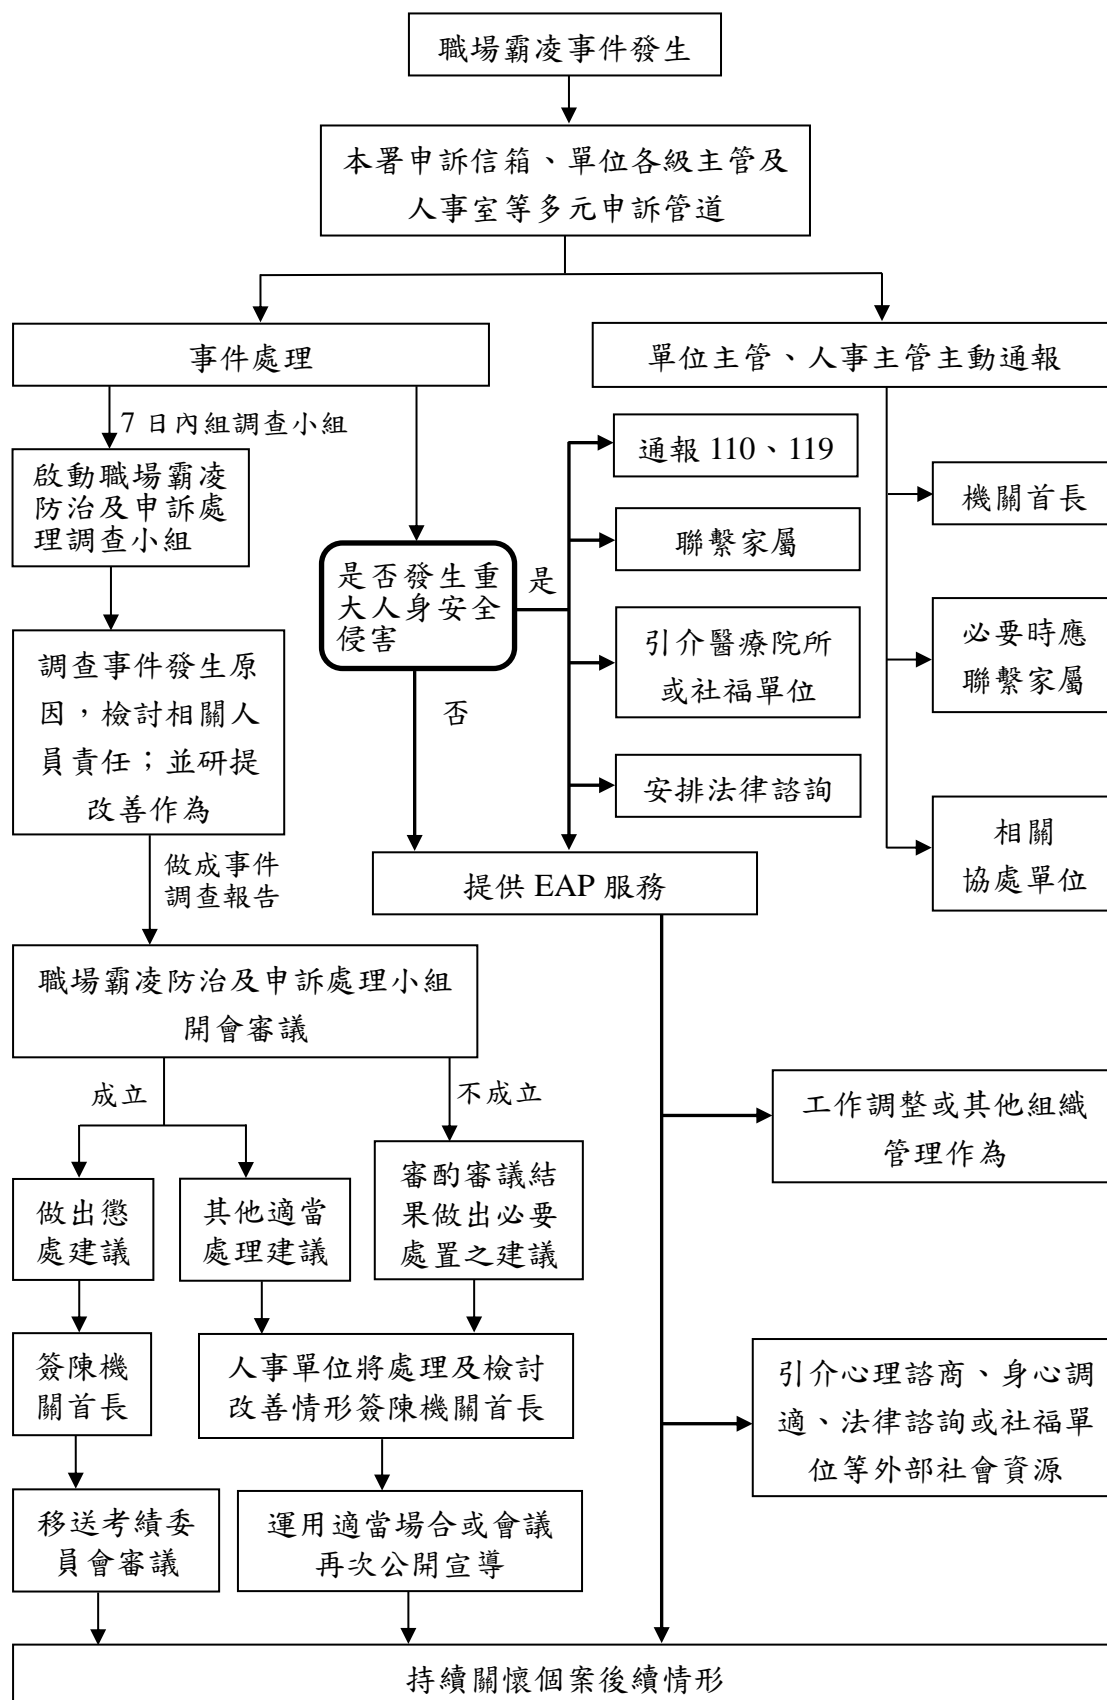 職場霸凌事件發生
本署申訴信箱、單位各級主管及
人事室等多元申訴管道
事件處理
單位主管、人事主管主動通報
7 日內組調查小組
啟動職場霸凌
防治及申訴處
理調查小組
通報 110、119
機關首長
聯繫家屬
是否發生重
大人身安全
侵害
是
引介醫療院所
或社福單位
必要時應
聯繫家屬
調查事件發生原
因，檢討相關人
員責任；並研提
改善作為
否
安排法律諮詢
相關
協處單位
做成事件
調查報告
提供 EAP 服務
職場霸凌防治及申訴處理小組
開會審議
成立
不成立
工作調整或其他組織
管理作為
做出懲
處建議
其他適當
處理建議
審酌審議結
果做出必要
處置之建議
簽陳機
關首長
人事單位將處理及檢討
改善情形簽陳機關首長
引介心理諮商、身心調
適、法律諮詢或社福單
位等外部社會資源
移送考績委
員會審議
運用適當場合或會議
再次公開宣導
持續關懷個案後續情形